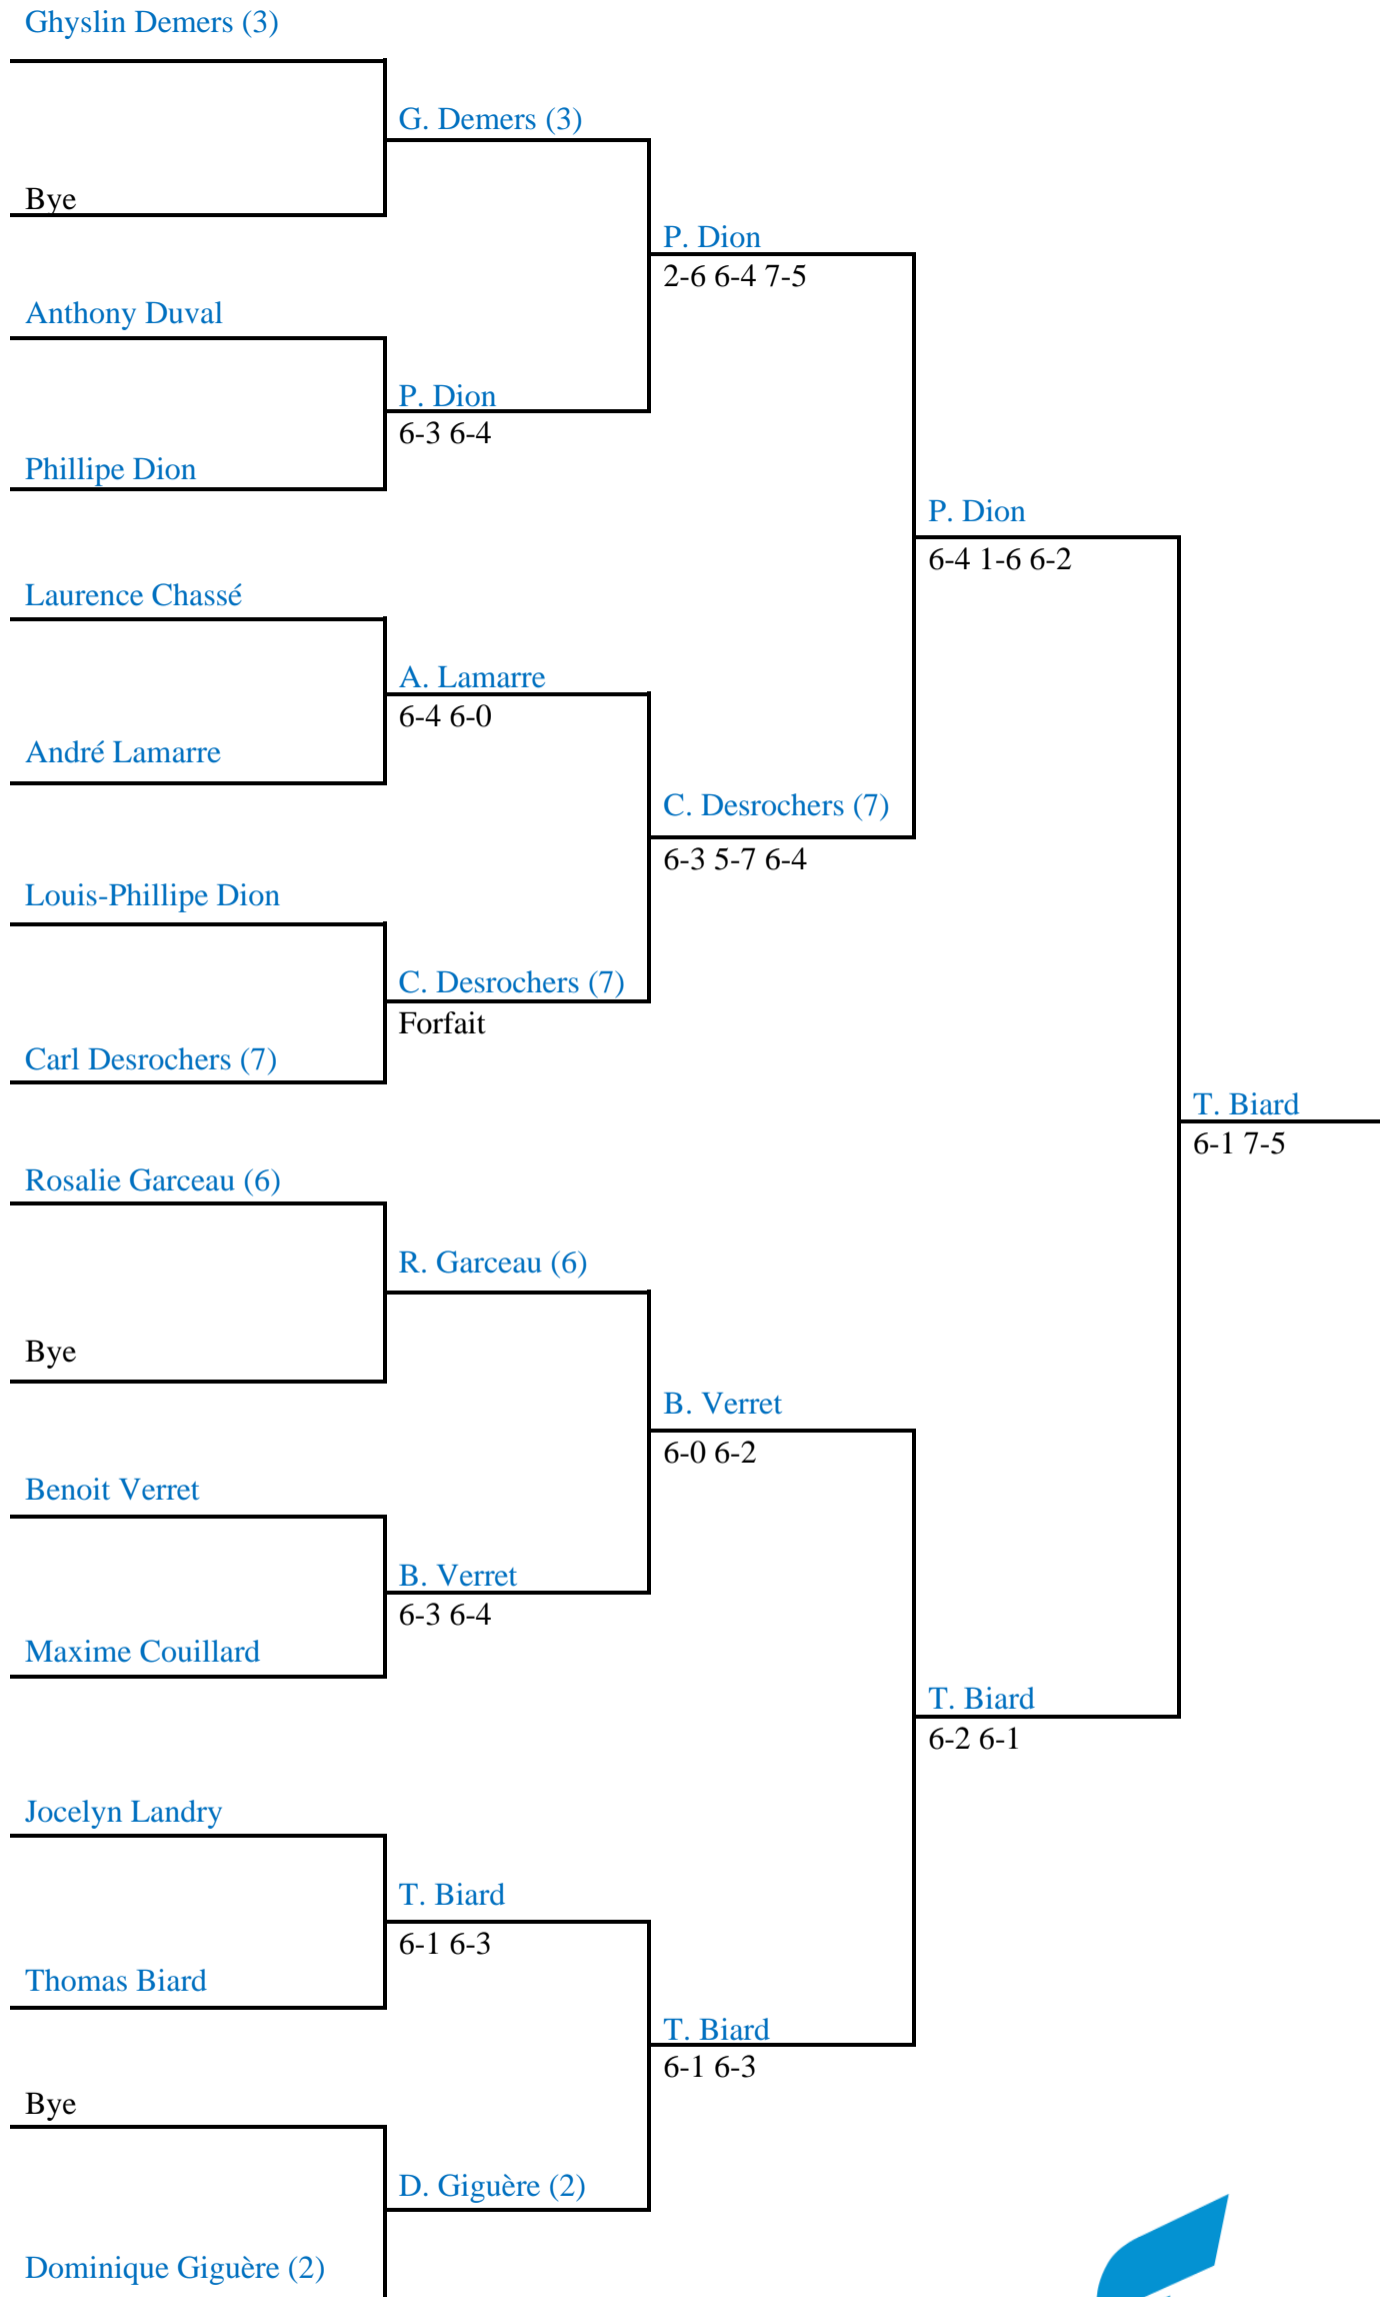 Ghyslin Demers (3)
G. Demers (3)
Bye
P. Dion
2-6 6-4 7-5
Anthony Duval
P. Dion
6-3 6-4
Phillipe Dion
P. Dion
6-4 1-6 6-2
Laurence Chassé
A. Lamarre
6-4 6-0
André Lamarre
C. Desrochers (7)
6-3 5-7 6-4
Louis-Phillipe Dion
C. Desrochers (7)
Forfait
Carl Desrochers (7)
T. Biard
6-1 7-5
Rosalie Garceau (6)
R. Garceau (6)
Bye
B. Verret
6-0 6-2
Benoit Verret
B. Verret
6-3 6-4
Maxime Couillard
T. Biard
6-2 6-1
Jocelyn Landry
T. Biard
6-1 6-3
Thomas Biard
T. Biard
6-1 6-3
Bye
D. Giguère (2)
Dominique Giguère (2)